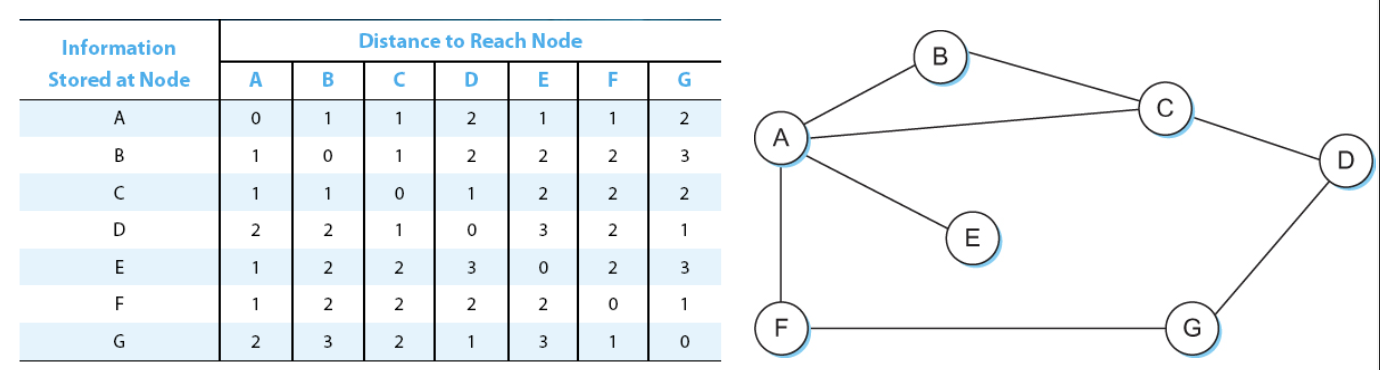 Information
Stored at Node
Distance to Reach Node
A B C D E F G
A 0 1 1 2 1 1 2
B 1 0 1 2 2 2 3
C 1 1 0 1 2 2 2
D 2 2 1 0 3 2 1
E 1 2 2 3 0 2 3
F 1 2 2 2 2 0 1
G 2 3 2 1 3 1 0
B
C
A
D
E
F
G